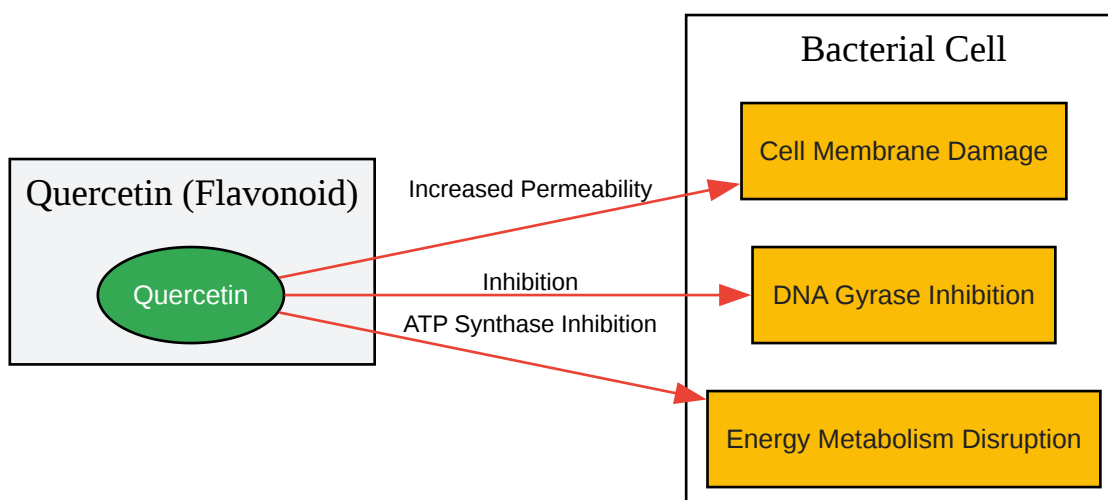 Bacterial Cell
Cell Membrane Damage
Quercetin (Flavonoid)
Increased Permeability
Quercetin
Inhibition
DNA Gyrase Inhibition
ATP Synthase Inhibition
Energy Metabolism Disruption